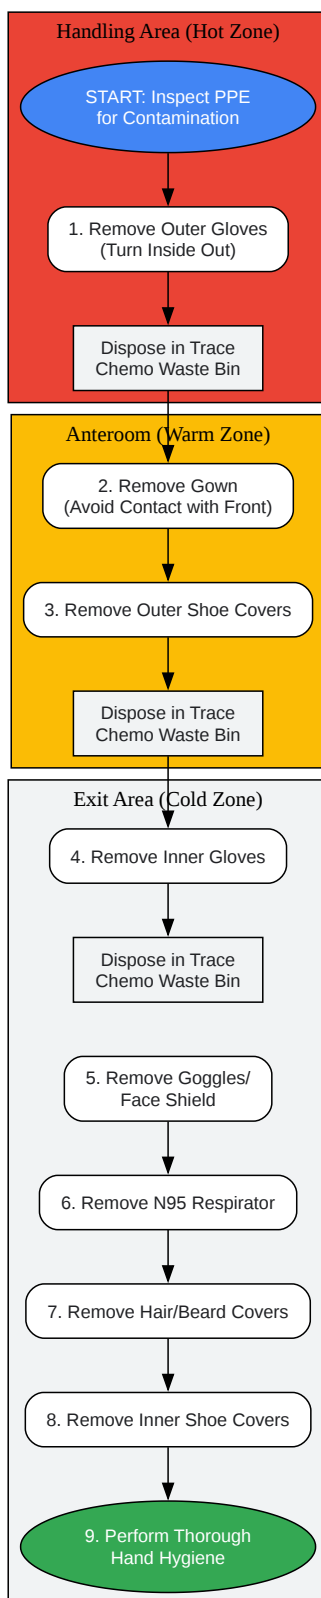 Handling Area (Hot Zone)
START: Inspect PPE
for Contamination
1. Remove Outer Gloves
(Turn Inside Out)
Dispose in Trace
Chemo Waste Bin
Anteroom (Warm Zone)
2. Remove Gown
(Avoid Contact with Front)
3. Remove Outer Shoe Covers
Dispose in Trace
Chemo Waste Bin
Exit Area (Cold Zone)
4. Remove Inner Gloves
Dispose in Trace
Chemo Waste Bin
5. Remove Goggles/
Face Shield
6. Remove N95 Respirator
7. Remove Hair/Beard Covers
8. Remove Inner Shoe Covers
9. Perform Thorough
Hand Hygiene